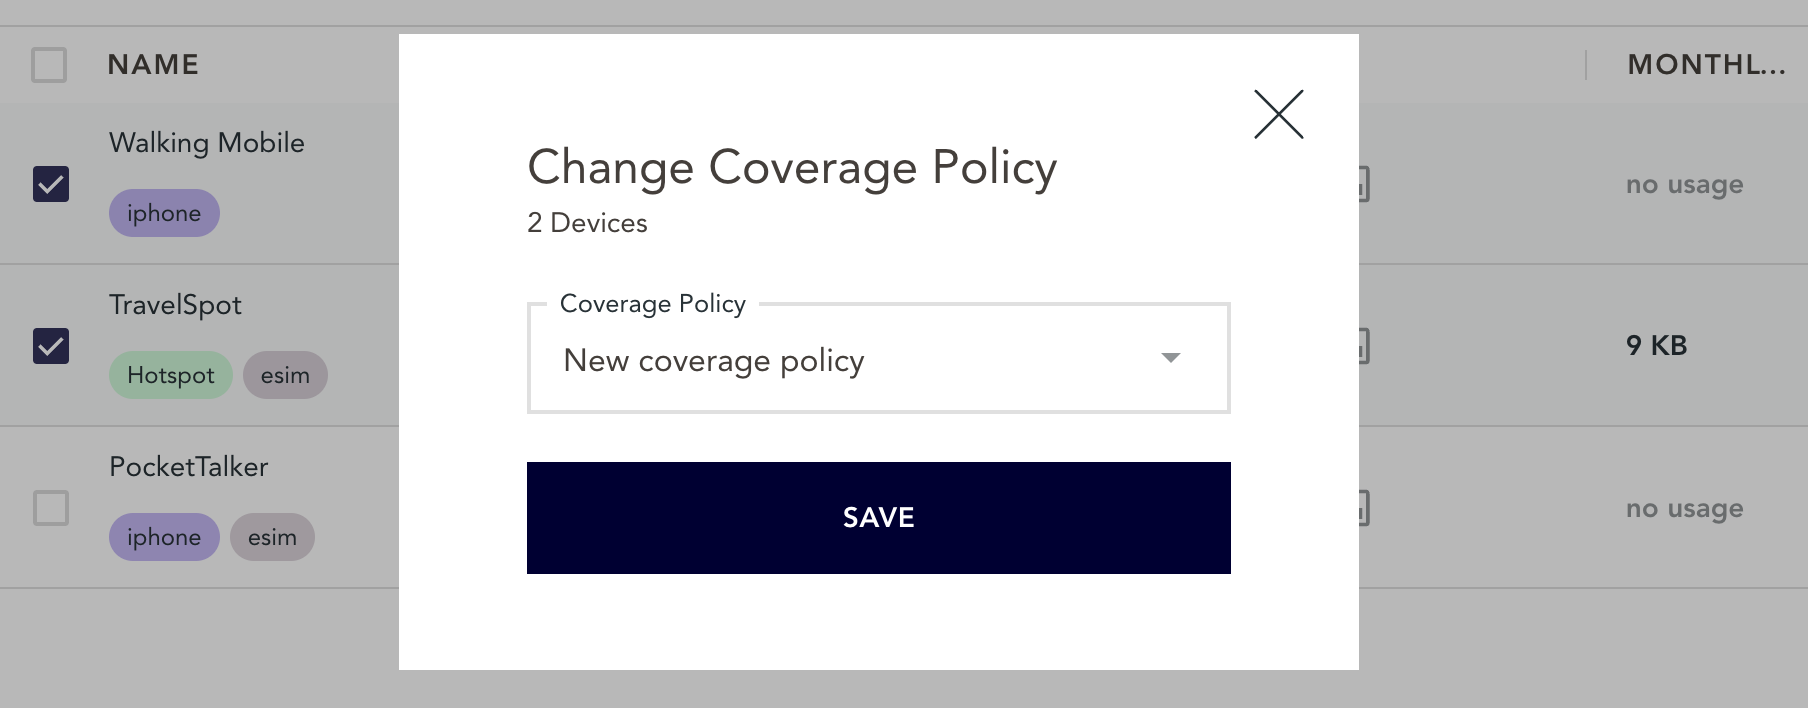 NAME
MONTHL...
Walking Mobile
iphone
no usage
TravelSpot
Hotspot
esim
9 KB
PocketTalker
iphone
esim
no usage
Change Coverage Policy
2 Devices
Coverage Policy
New coverage policy
SAVE